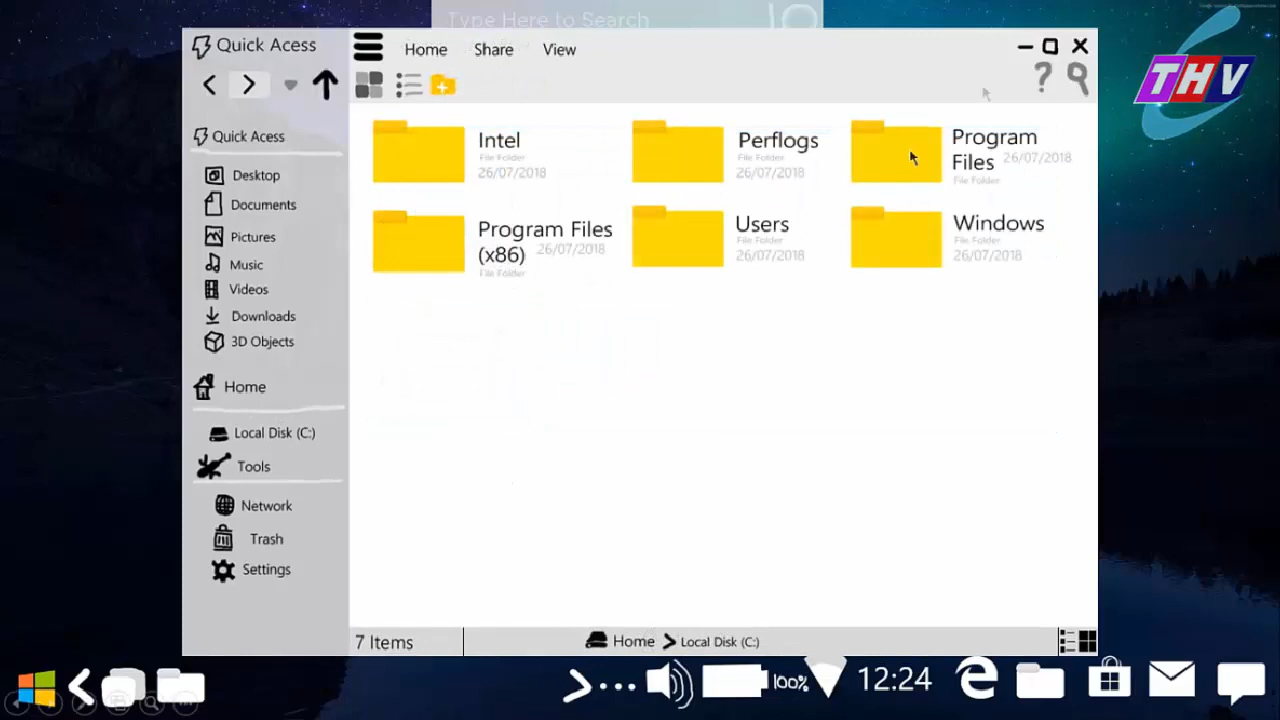 Type Here to Search
Quick Acess
Home Share View
THV
Quick Acess
Desktop
Documents
Pictures
Music
Videos
Downloads
3D Objects
Home
Local Disk (C:)
Tools
Network
Trash
Settings
Intel
File Folder
26/07/2018
Perflogs
File Folder
26/07/2018
Program
Files 26/07/2018
File Folder
Program Files
(x86) 26/07/2018
File Folder
Users
File Folder
26/07/2018
Windows
File Folder
26/07/2018
7 Items
Home Local Disk (C:)
100% 12:24